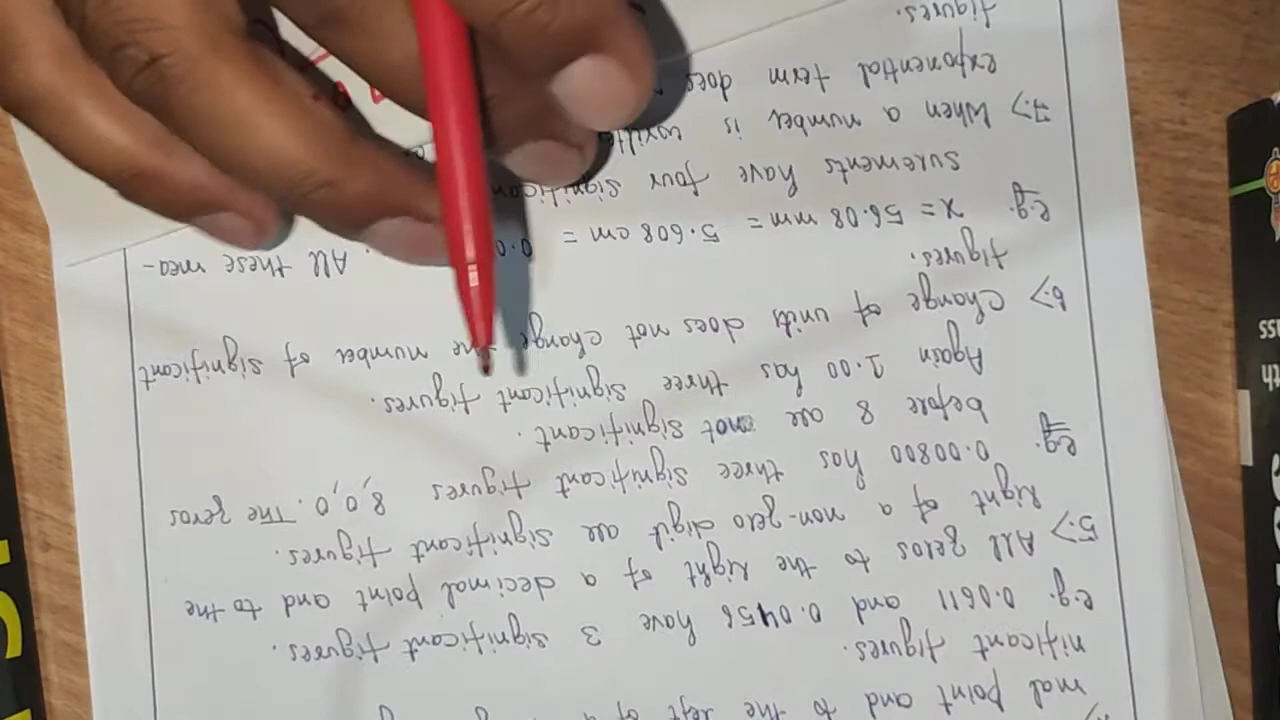 mal point and to the left of a
nificant figures.
e.g. 0.0611 and 0.0456 have 3 significant figures.
5.> All zeros to the right of a decimal point and to the
right of a non-zero digit are significant figures.
e.g. 0.00800 has three significant figures 8,0,0. The zeros
before 8 are not significant.
Again 1.00 has three significant figures.
6.> Change of units does not change the number of significant
figures.
e.g. x = 56.08 mm = 5.608 cm = 0.0 All these mea-
surements have four significan
7.> When a number is writte
exponential term does
figures.